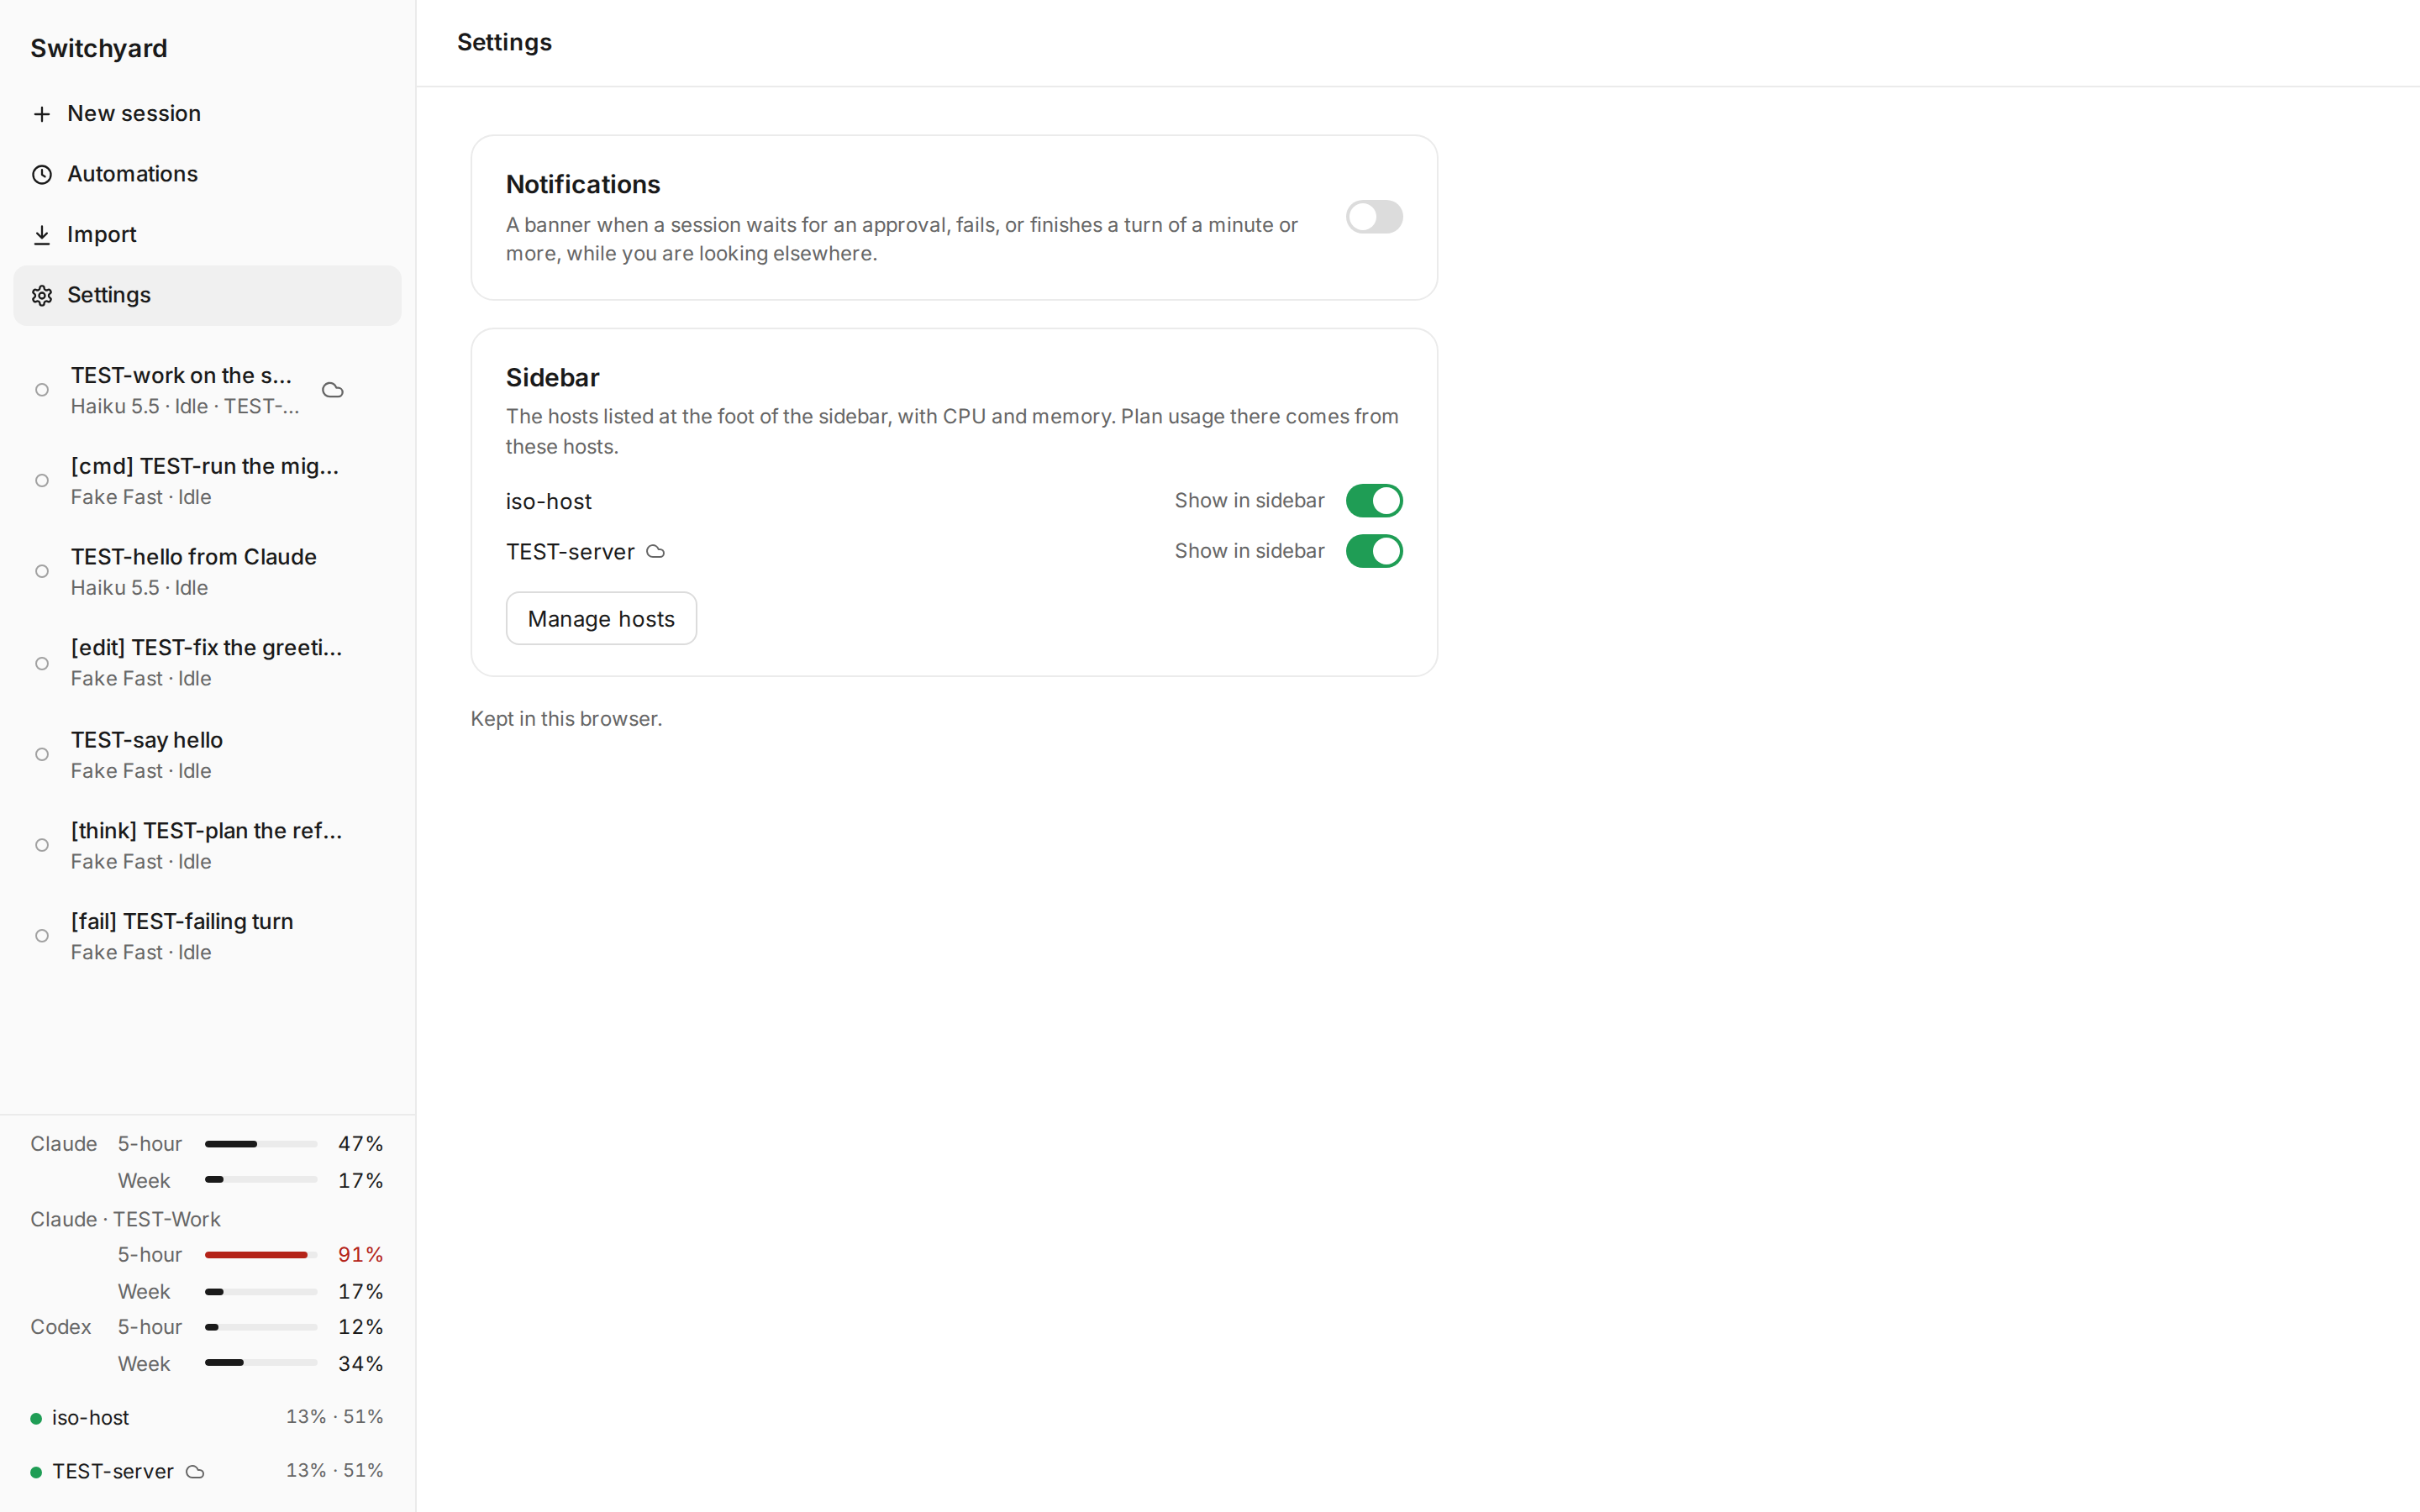 Switchyard
New session
Automations
Import
Settings
TEST-work on the s...
Haiku 5.5 · Idle · TEST-...
[cmd] TEST-run the mig...
Fake Fast · Idle
TEST-hello from Claude
Haiku 5.5 · Idle
[edit] TEST-fix the greeti...
Fake Fast · Idle
TEST-say hello
Fake Fast · Idle
[think] TEST-plan the ref...
Fake Fast · Idle
[fail] TEST-failing turn
Fake Fast · Idle
Claude 5-hour 47%
Week 17%
Claude · TEST-Work
5-hour 91%
Week 17%
Codex 5-hour 12%
Week 34%
iso-host 13% · 51%
TEST-server 13% · 51%
Settings
Notifications
A banner when a session waits for an approval, fails, or finishes a turn of a minute or
more, while you are looking elsewhere.
Sidebar
The hosts listed at the foot of the sidebar, with CPU and memory. Plan usage there comes from
these hosts.
iso-host Show in sidebar
TEST-server Show in sidebar
Manage hosts
Kept in this browser.